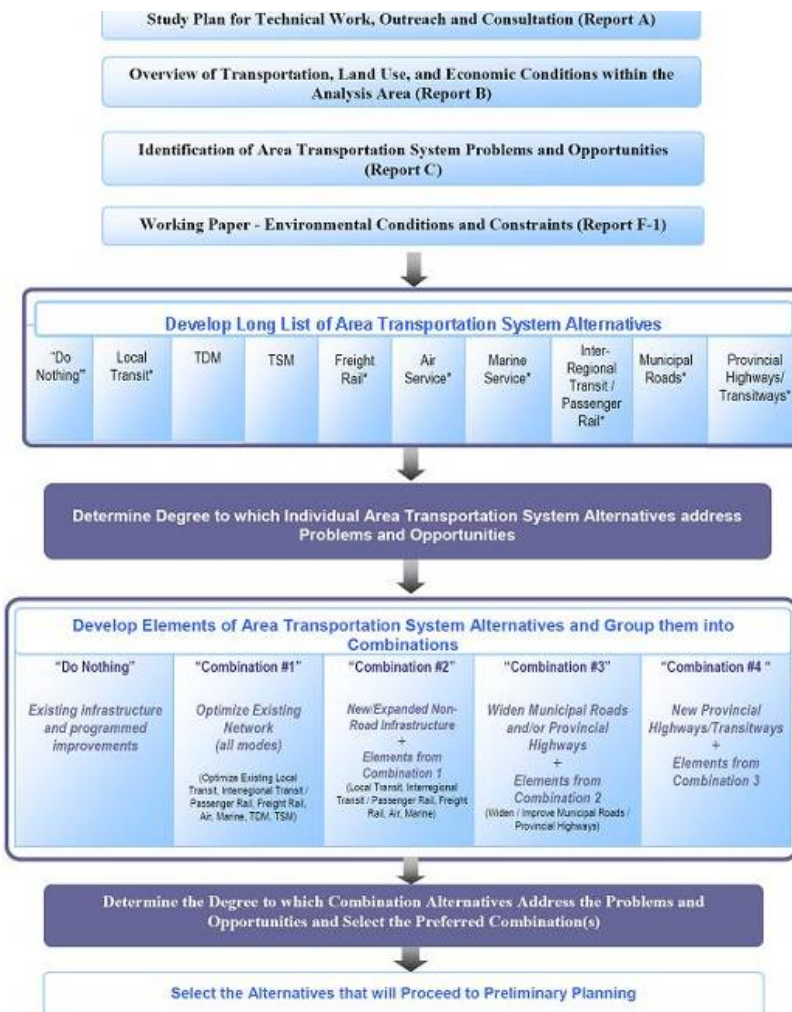 Study Plan for Technical Work, Outreach and Consultation (Report A)
Overview of Transportation, Land Use, and Economic Conditions within the
Analysis Area (Report B)
Identification of Area Transportation System Problems and Opportunities
(Report C)
Working Paper - Environmental Conditions and Constraints (Report F-1)
Develop Long List of Area Transportation System Alternatives
"Do
Nothing"
Local
Transit*
TDM
TSM
Freight
Rail*
Air
Service*
Marine
Service*
Inter-
Regional
Transit /
Passenger
Rail*
Municipal
Roads*
Provincial
Highways/
Transitways*
Determine Degree to which Individual Area Transportation System Alternatives address
Problems and Opportunities
Develop Elements of Area Transportation System Alternatives and Group them into
Combinations
"Do Nothing"
Existing infrastructure
and programmed
improvements
"Combination #1"
Optimize Existing
Network
(all modes)
(Optimize Existing Local
Transit, Interregional Transit /
Passenger Rail, Freight Rail,
Air, Marine, TDM, TSM)
"Combination #2"
New/Expanded Non-
Road Infrastructure
+
Elements from
Combination 1
(Local Transit, Interregional
Transit / Passenger Rail, Freight
Rail, Air, Marine)
"Combination #3"
Widen Municipal Roads
and/or Provincial
Highways
+
Elements from
Combination 2
(Widen / Improve Municipal Roads /
Provincial Highways)
"Combination #4 "
New Provincial
Highways/Transitways
+
Elements from
Combination 3
Determine the Degree to which Combination Alternatives Address the Problems and
Opportunities and Select the Preferred Combination(s)
Select the Alternatives that will Proceed to Preliminary Planning